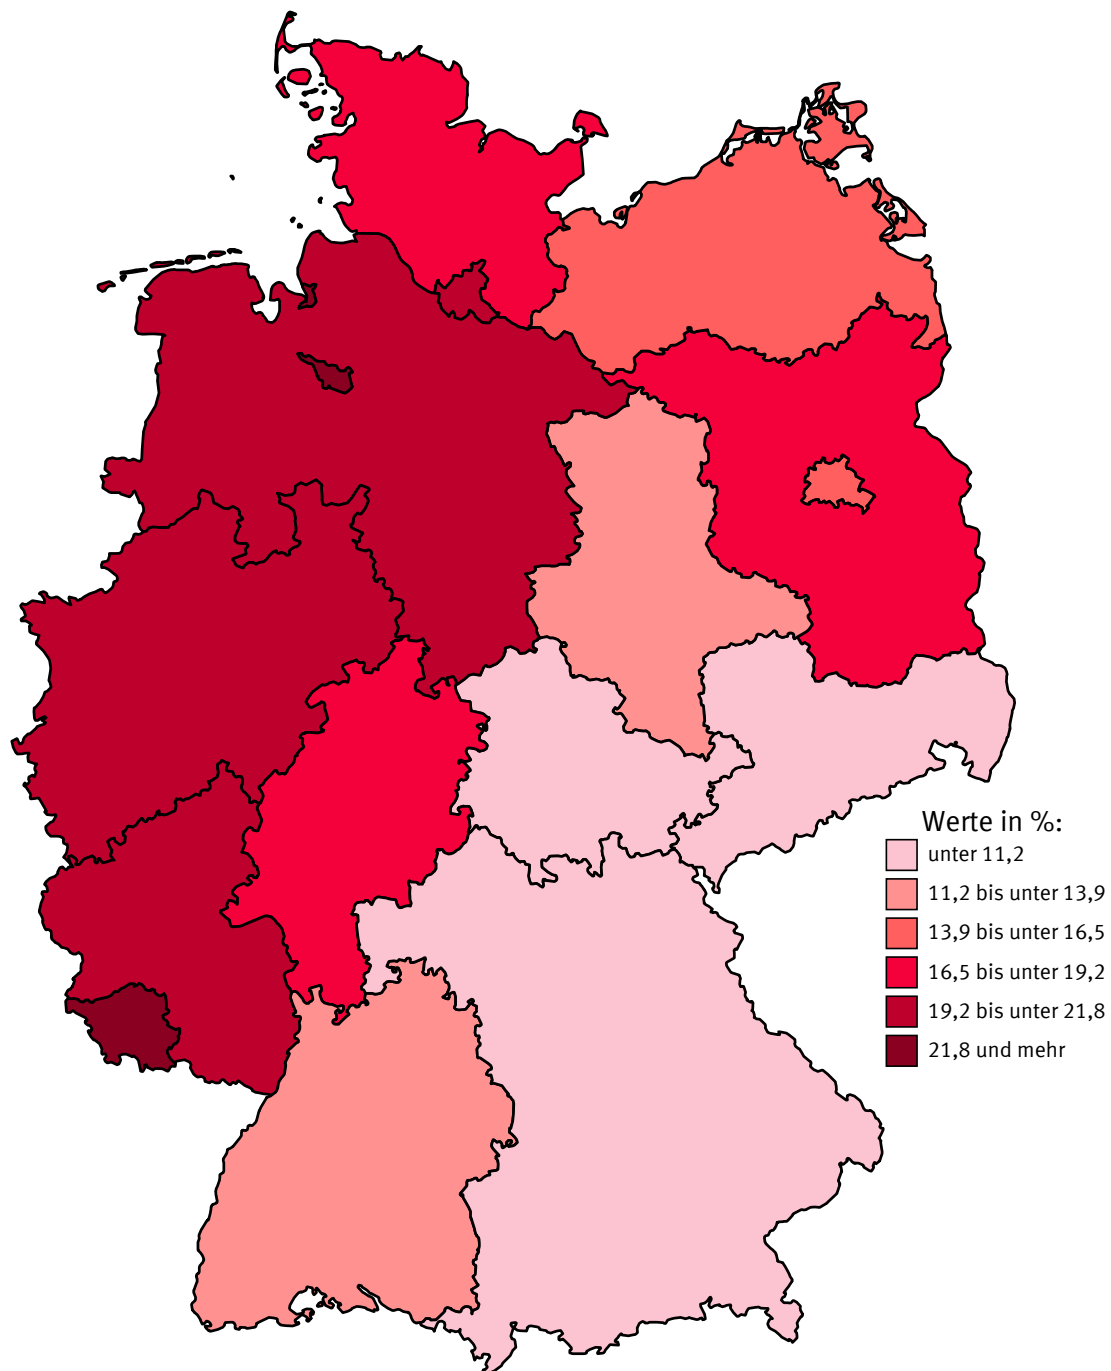 Werte in %:
unter 11,2
11,2 bis unter 13,9
13,9 bis unter 16,5
16,5 bis unter 19,2
19,2 bis unter 21,8
21,8 und mehr